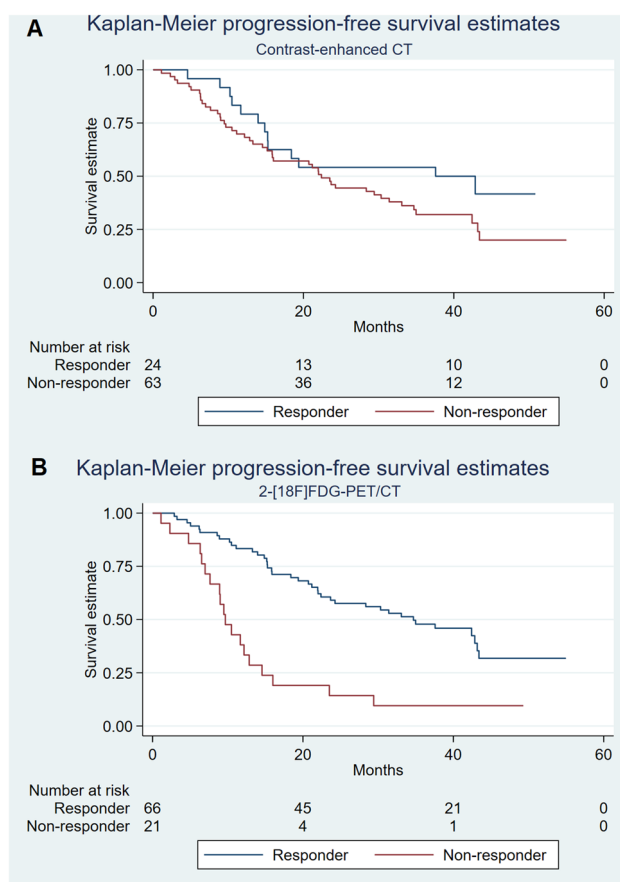 A Kaplan-Meier progression-free survival estimates
Contrast-enhanced CT
1.00
0.75
0.50
0.25
0.00
Survival estimate
0 20 40 60
Months
Number at risk
Responder 24 13 10 0
Non-responder 63 36 12 0
Responder Non-responder
B Kaplan-Meier progression-free survival estimates
2-[18F]FDG-PET/CT
1.00
0.75
0.50
0.25
0.00
Survival estimate
0 20 40 60
Months
Number at risk
Responder 66 45 21 0
Non-responder 21 4 1 0
Responder Non-responder